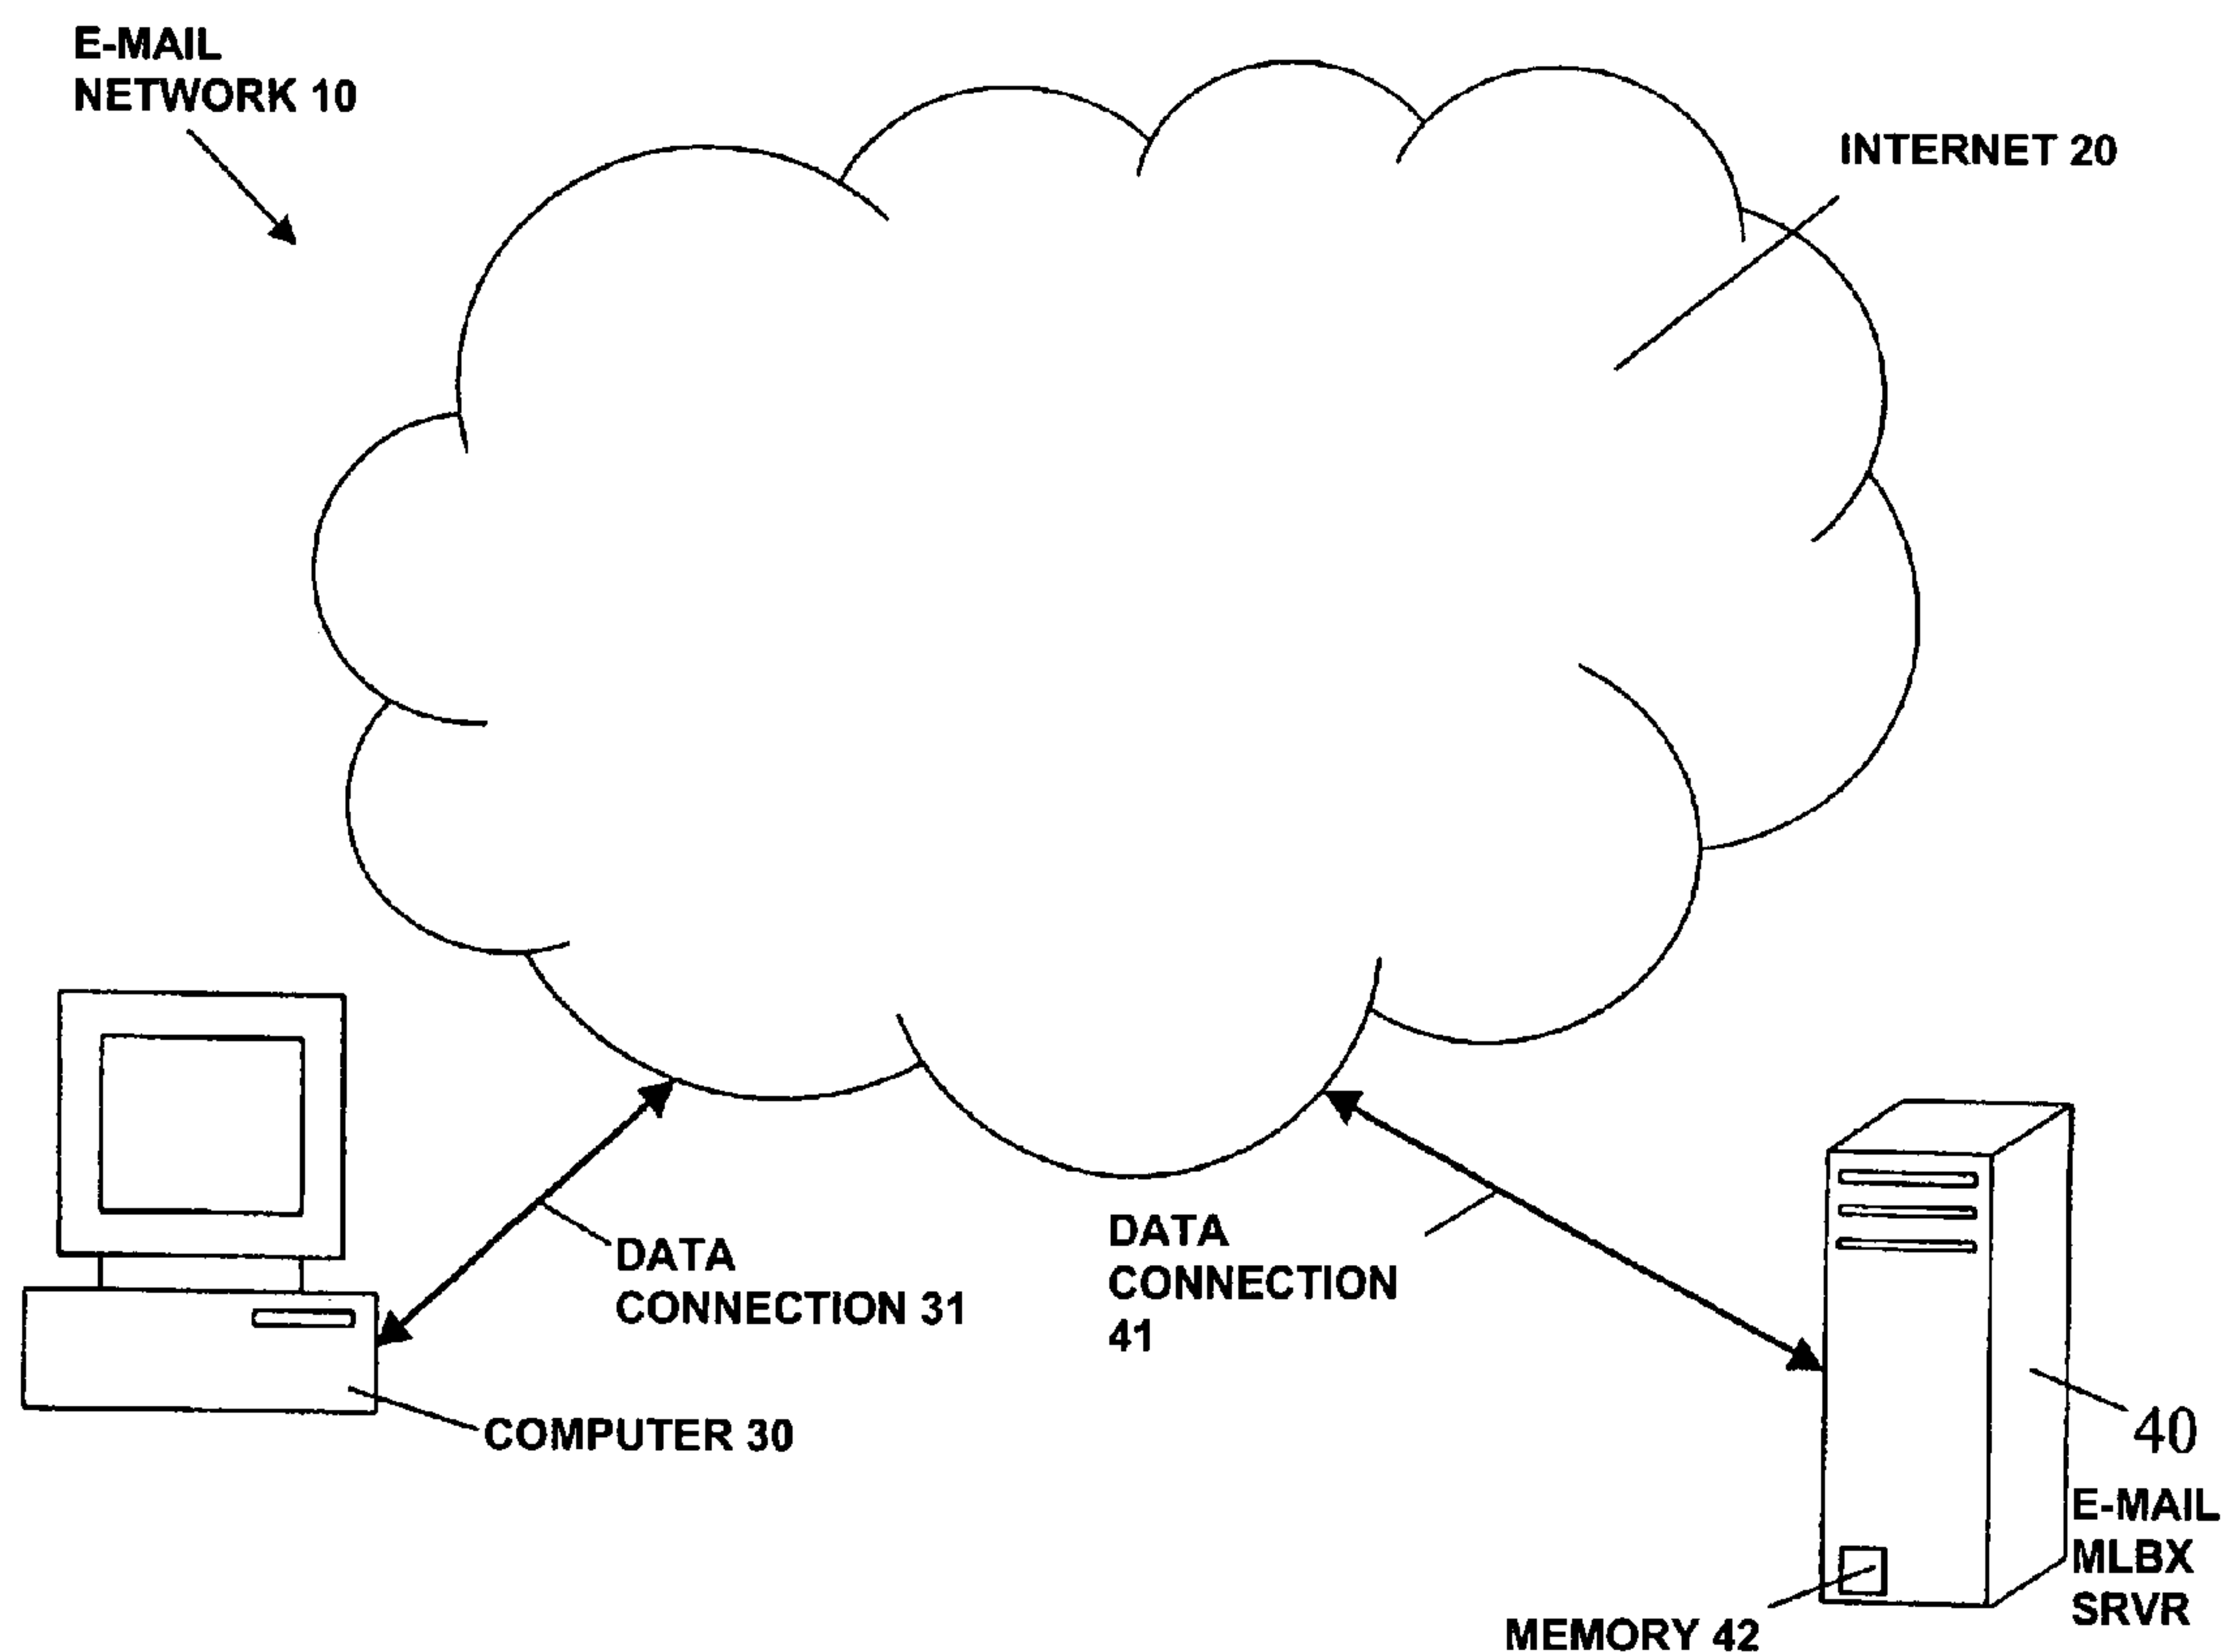 E-MAIL
NETWORK 10
INTERNET 20
DATA
CONNECTION 31
DATA
CONNECTION
41
COMPUTER 30
40
E-MAIL
MLBX
SRVR
MEMORY 42